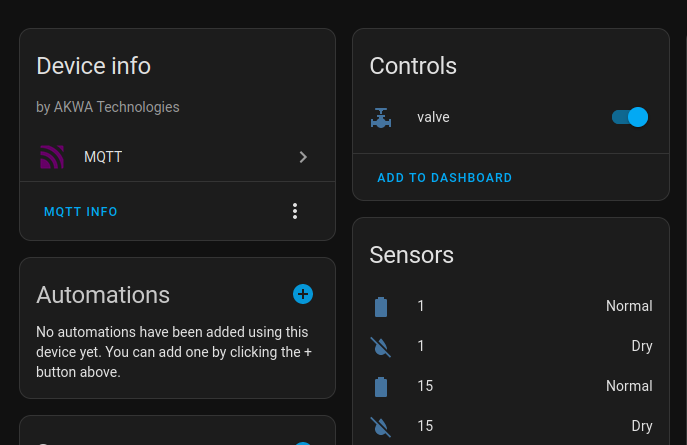 Device info
by AKWA Technologies
MQTT
MQTT INFO
Automations
No automations have been added using this
device yet. You can add one by clicking the +
button above.
Controls
valve
ADD TO DASHBOARD
Sensors
1 Normal
1 Dry
15 Normal
15 Dry